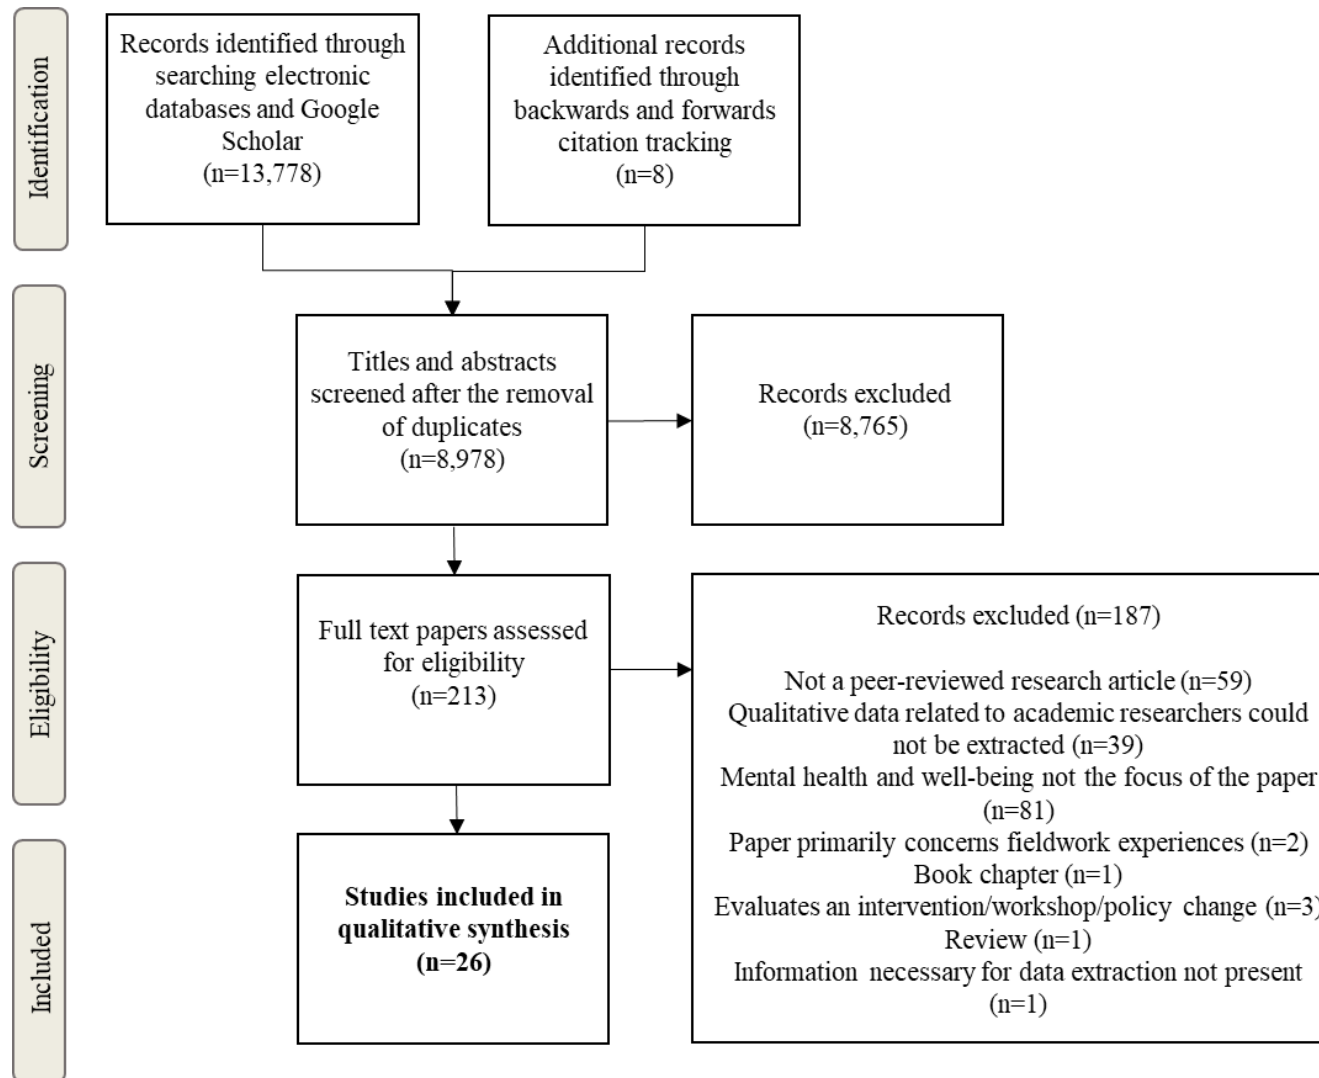 Identification
Records identified through
searching electronic
databases and Google
Scholar
(n=13,778)
Additional records
identified through
backwards and forwards
citation tracking
(n=8)
Screening
Titles and abstracts
screened after the removal
of duplicates
(n=8,978)
Records excluded
(n=8,765)
Eligibility
Full text papers assessed
for eligibility
(n=213)
Records excluded (n=187)
Not a peer-reviewed research article (n=59)
Qualitative data related to academic researchers could
not be extracted (n=39)
Mental health and well-being not the focus of the paper
(n=81)
Paper primarily concerns fieldwork experiences (n=2)
Book chapter (n=1)
Evaluates an intervention/workshop/policy change (n=3)
Review (n=1)
Information necessary for data extraction not present
(n=1)
Included
Studies included in
qualitative synthesis
(n=26)